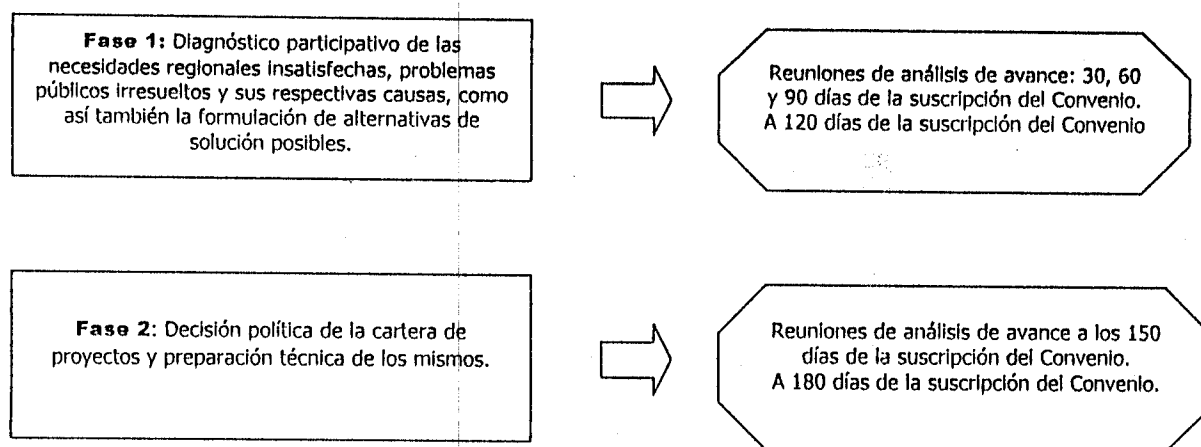 Fase 1: Diagnóstico participativo de las
necesidades regionales insatisfechas, problemas
públicos irresueltos y sus respectivas causas, como
así también la formulación de alternativas de
solución posibles.
Reuniones de análisis de avance: 30, 60
y 90 días de la suscripción del Convenio.
A 120 días de la suscripción del Convenio
Fase 2: Decisión política de la cartera de
proyectos y preparación técnica de los mismos.
Reuniones de análisis de avance a los 150
días de la suscripción del Convenio.
A 180 días de la suscripción del Convenio.